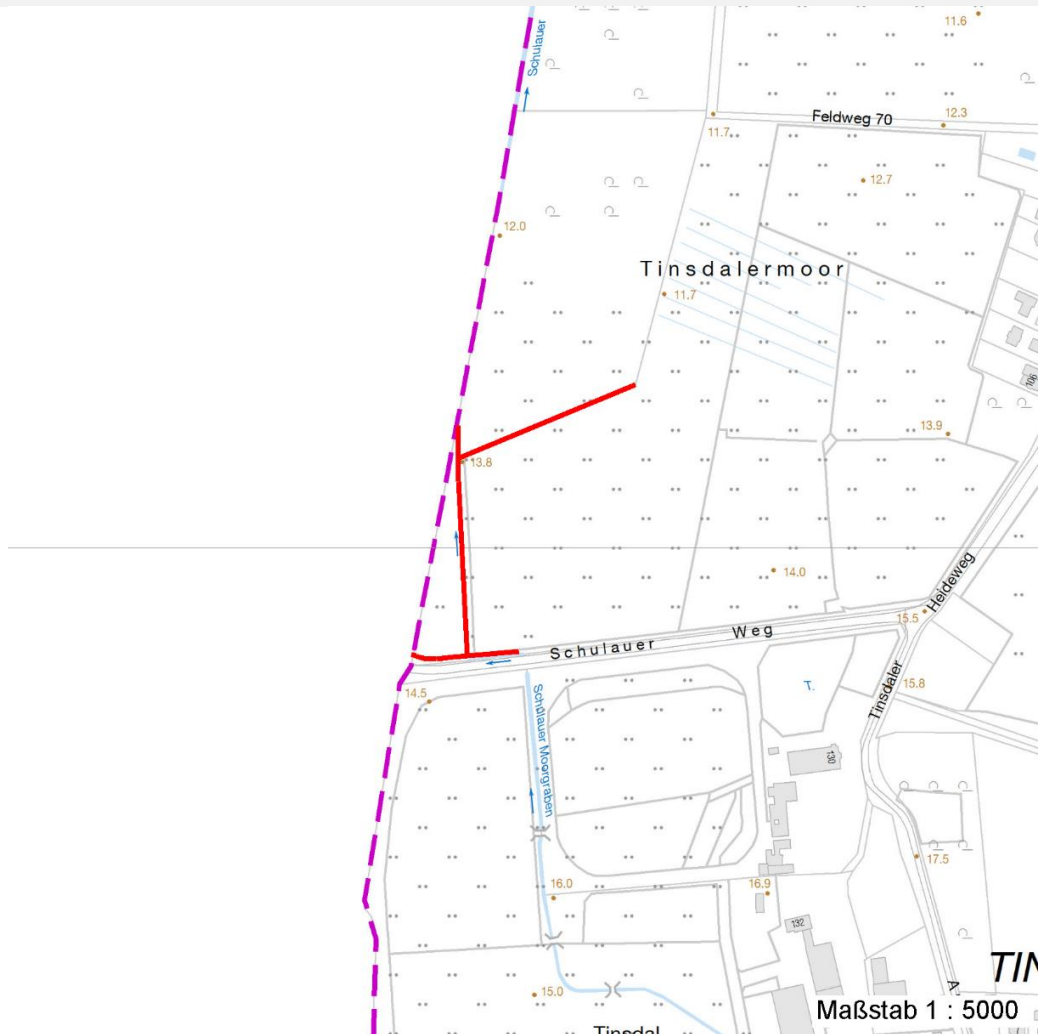 11.6
Schulauer
Feldweg 70
12.3
11.7
12.7
12.0
Tinsdalermoor
11.7
106
13.9
13.8
14.0
Heideweg
15.5
Schulauer Weg
T.
15.8
14.5
Tinsdaler
Schulauer Moorgraben
130
17.5
16.0
16.9
132
TIN
A
15.0
Maßstab 1 : 5000
Tinsdal